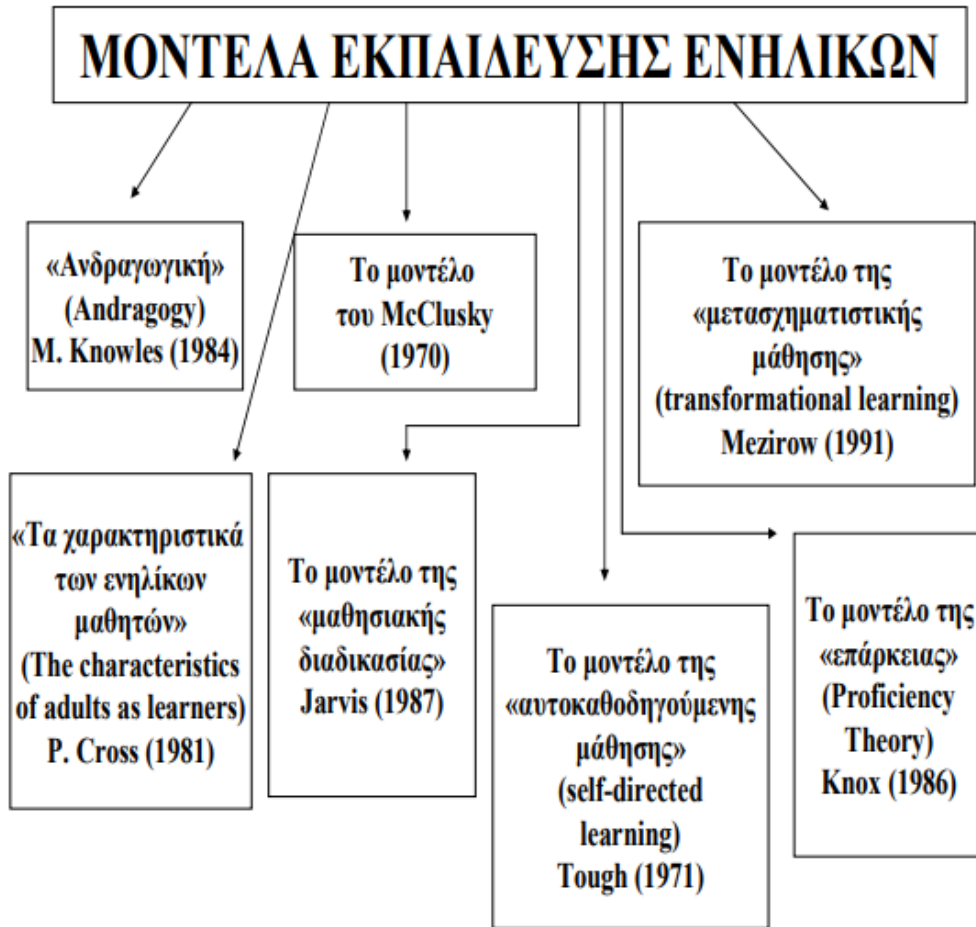 ΜΟΝΤΕΛΑ ΕΚΠΑΙΔΕΥΣΗΣ ΕΝΗΛΙΚΩΝ
«Ανδραγωγική»
(Andragogy)
M. Knowles (1984)
Το μοντέλο
του McClusky
(1970)
Το μοντέλο της
«μετασχηματιστικής
μάθησης»
(transformational learning)
Mezirow (1991)
«Τα χαρακτηριστικά
των ενηλίκων
μαθητών»
(The characteristics
of adults as learners)
P. Cross (1981)
Το μοντέλο της
«μαθησιακής
διαδικασίας»
Jarvis (1987)
Το μοντέλο της
«αυτοκαθοδηγούμενης
μάθησης»
(self-directed
learning)
Tough (1971)
Το μοντέλο της
«επάρκειας»
(Proficiency
Theory)
Knox (1986)